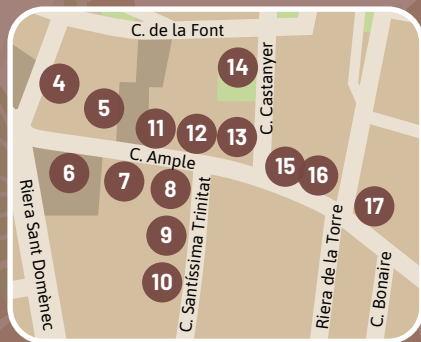 C. de la Font
14
4
C. Castanyer
5
11
12
13
C. Ample
15
16
6
7
8
17
Riera Sant Domènec
C. Santíssima Trinitat
9
10
Riera de la Torre
C. Bonaire